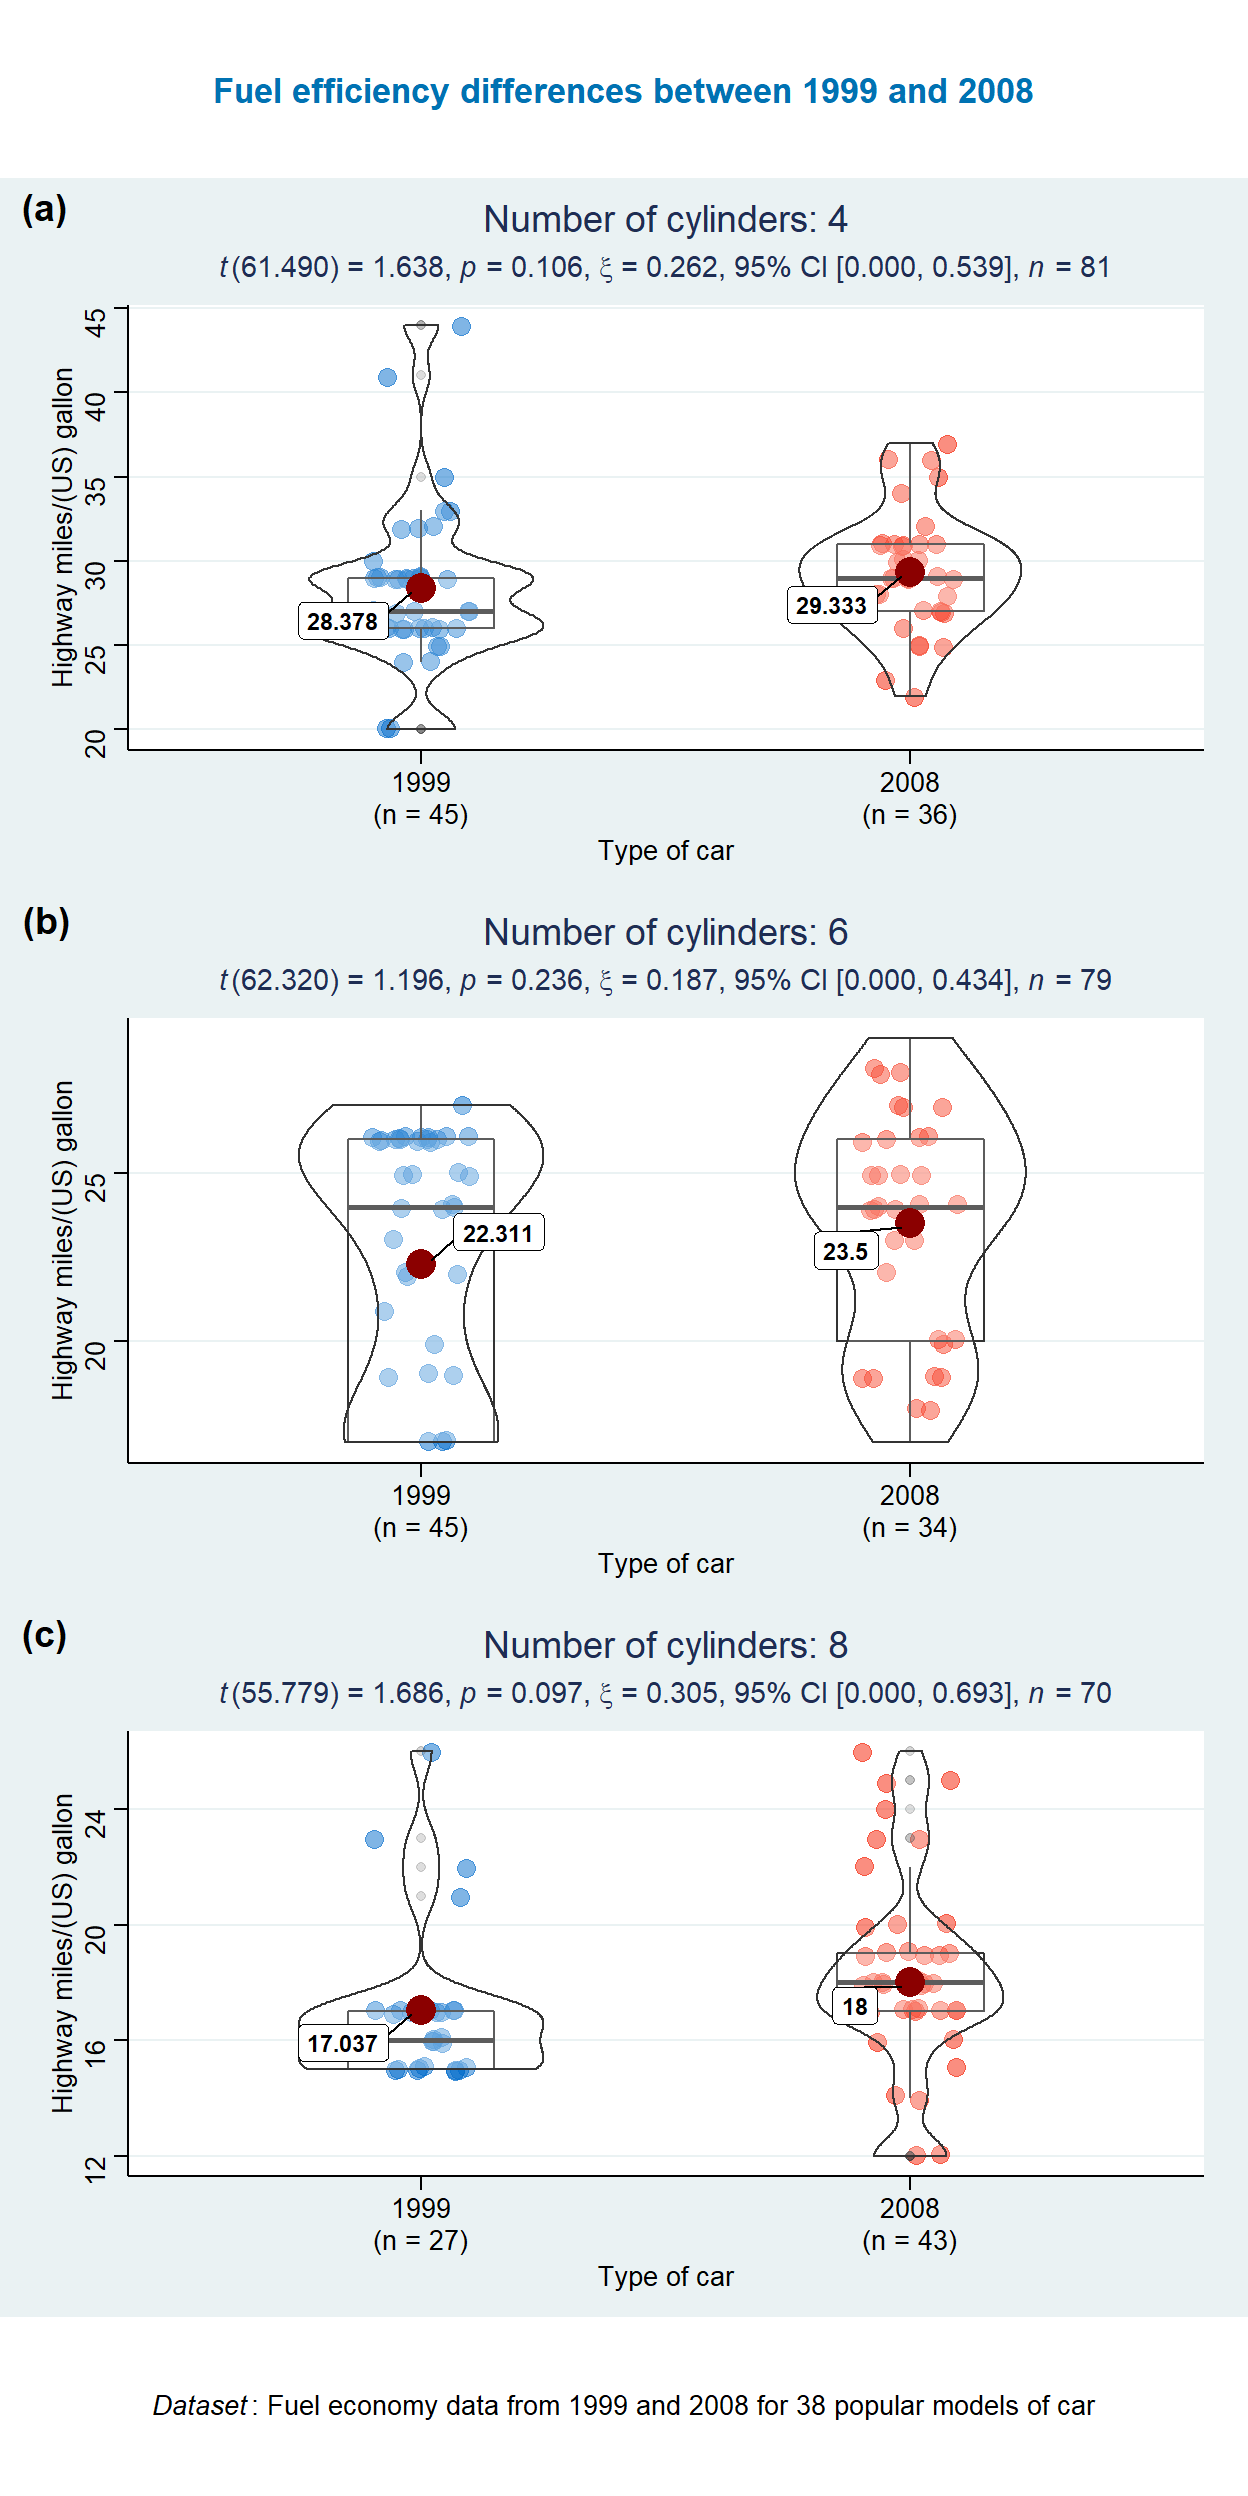 Fuel efficiency differences between 1999 and 2008
(a)
Number of cylinders: 4
t(61.490) = 1.638, p = 0.106, ξ = 0.262, 95% CI [0.000, 0.539], n = 81
Highway miles/(US) gallon
45
40
35
30
25
20
28.378
29.333
1999
(n = 45)
2008
(n = 36)
Type of car
(b)
Number of cylinders: 6
t(62.320) = 1.196, p = 0.236, ξ = 0.187, 95% CI [0.000, 0.434], n = 79
Highway miles/(US) gallon
25
20
22.311
23.5
1999
(n = 45)
2008
(n = 34)
Type of car
(c)
Number of cylinders: 8
t(55.779) = 1.686, p = 0.097, ξ = 0.305, 95% CI [0.000, 0.693], n = 70
Highway miles/(US) gallon
24
20
16
12
17.037
18
1999
(n = 27)
2008
(n = 43)
Type of car
Dataset: Fuel economy data from 1999 and 2008 for 38 popular models of car